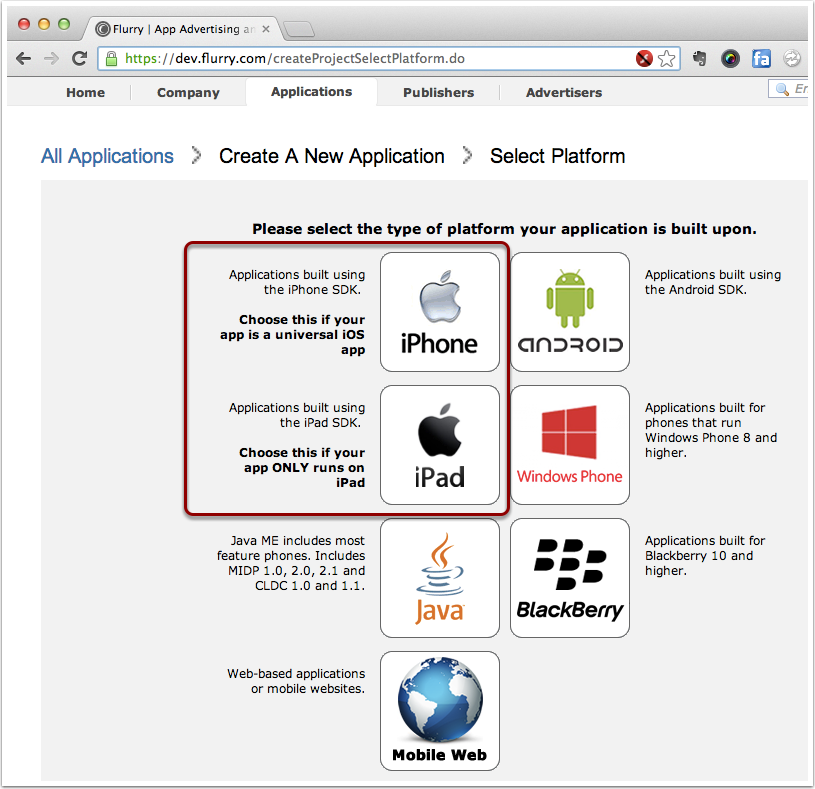 Flurry | App Advertising an
https://dev.flurry.com/createProjectSelectPlatform.do
fa
Home
Company
Applications
Publishers
Advertisers
Er
All Applications
Create A New Application
Select Platform
Please select the type of platform your application is built upon.
Applications built using
the iPhone SDK.
Choose this if your
app is a universal iOS
app
iPhone
ANDROID
Applications built using
the Android SDK.
Applications built using
the iPad SDK.
Choose this if your
app ONLY runs on
iPad
iPad
Windows Phone
Applications built for
phones that run
Windows Phone 8 and
higher.
Java ME includes most
feature phones. Includes
MIDP 1.0, 2.0, 2.1 and
CLDC 1.0 and 1.1.
Java
BlackBerry
Applications built for
Blackberry 10 and
higher.
Web-based applications
or mobile websites.
Mobile Web